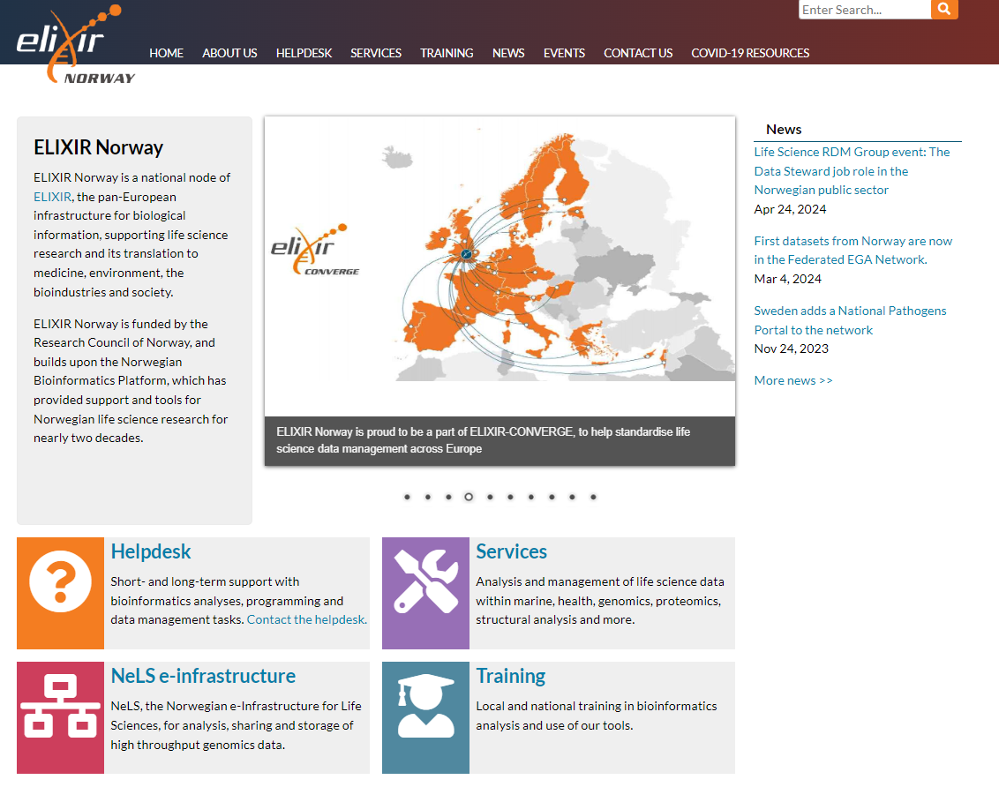 Enter Search...
elixir
NORWAY
HOME ABOUT US HELPDESK SERVICES TRAINING NEWS EVENTS CONTACT US COVID-19 RESOURCES
ELIXIR Norway
ELIXIR Norway is a national node of
ELIXIR, the pan-European
infrastructure for biological
information, supporting life science
research and its translation to
medicine, environment, the
bioindustries and society.
ELIXIR Norway is funded by the
Research Council of Norway, and
builds upon the Norwegian
Bioinformatics Platform, which has
provided support and tools for
Norwegian life science research for
nearly two decades.
elixir
CONVERGE
ELIXIR Norway is proud to be a part of ELIXIR-CONVERGE, to help standardise life
science data management across Europe
News
Life Science RDM Group event: The
Data Steward job role in the
Norwegian public sector
Apr 24, 2024
First datasets from Norway are now
in the Federated EGA Network.
Mar 4, 2024
Sweden adds a National Pathogens
Portal to the network
Nov 24, 2023
More news >>
Helpdesk
Short- and long-term support with
bioinformatics analyses, programming and
data management tasks. Contact the helpdesk.
Services
Analysis and management of life science data
within marine, health, genomics, proteomics,
structural analysis and more.
NeLS e-infrastructure
NeLS, the Norwegian e-Infrastructure for Life
Sciences, for analysis, sharing and storage of
high throughput genomics data.
Training
Local and national training in bioinformatics
analysis and use of our tools.